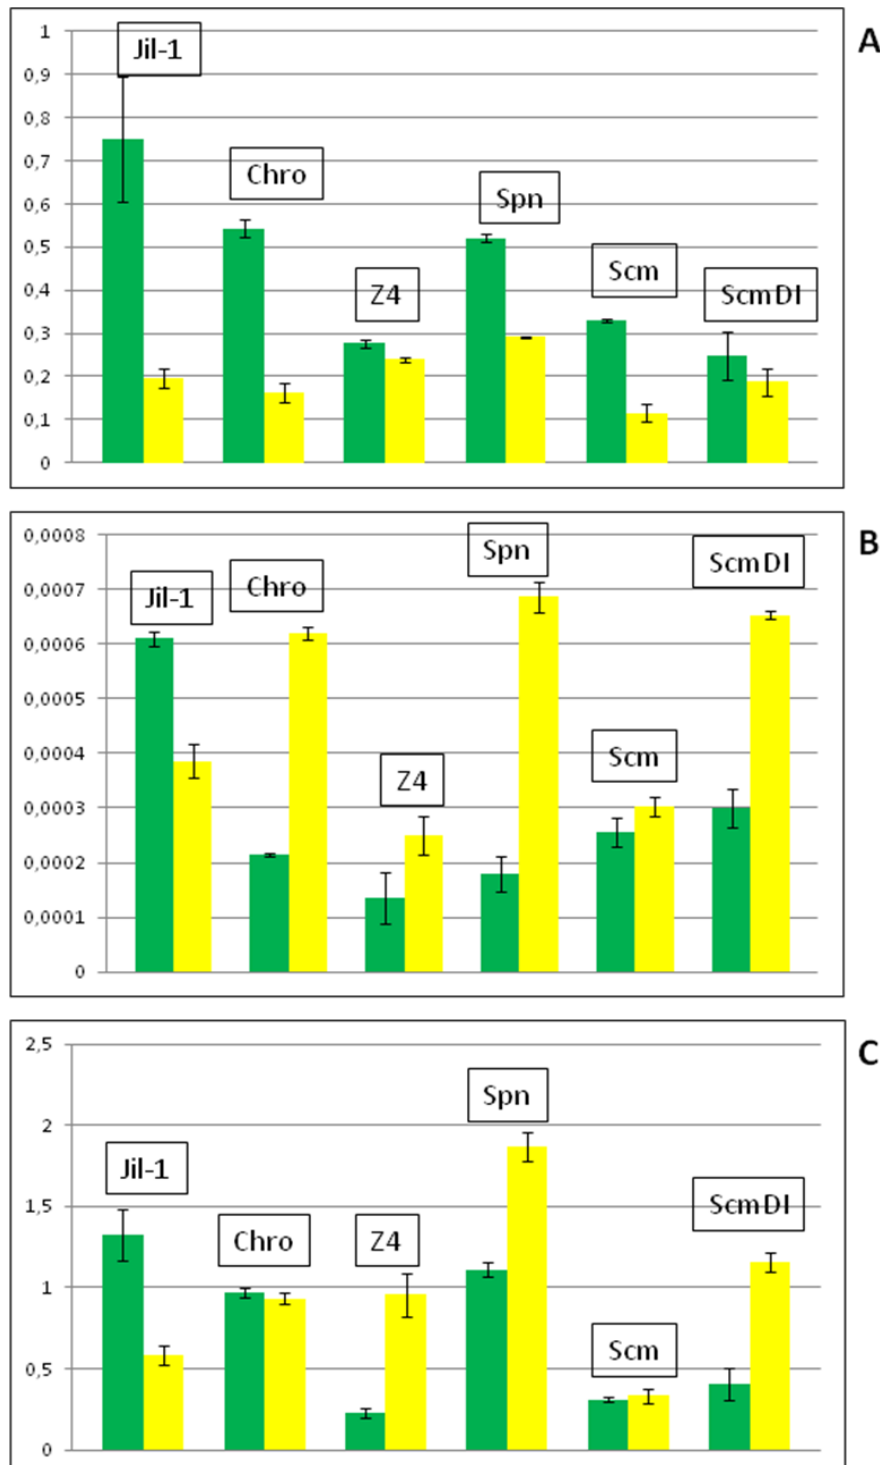 A
1
0,9
0,8
0,7
0,6
0,5
0,4
0,3
0,2
0,1
0
Jil-1
Chro
Z4
Spn
Scm
ScmDI
B
0,0008
0,0007
0,0006
0,0005
0,0004
0,0003
0,0002
0,0001
0
Jil-1
Chro
Z4
Spn
Scm
ScmDI
C
2,5
2
1,5
1
0,5
0
Jil-1
Chro
Z4
Spn
Scm
ScmDI